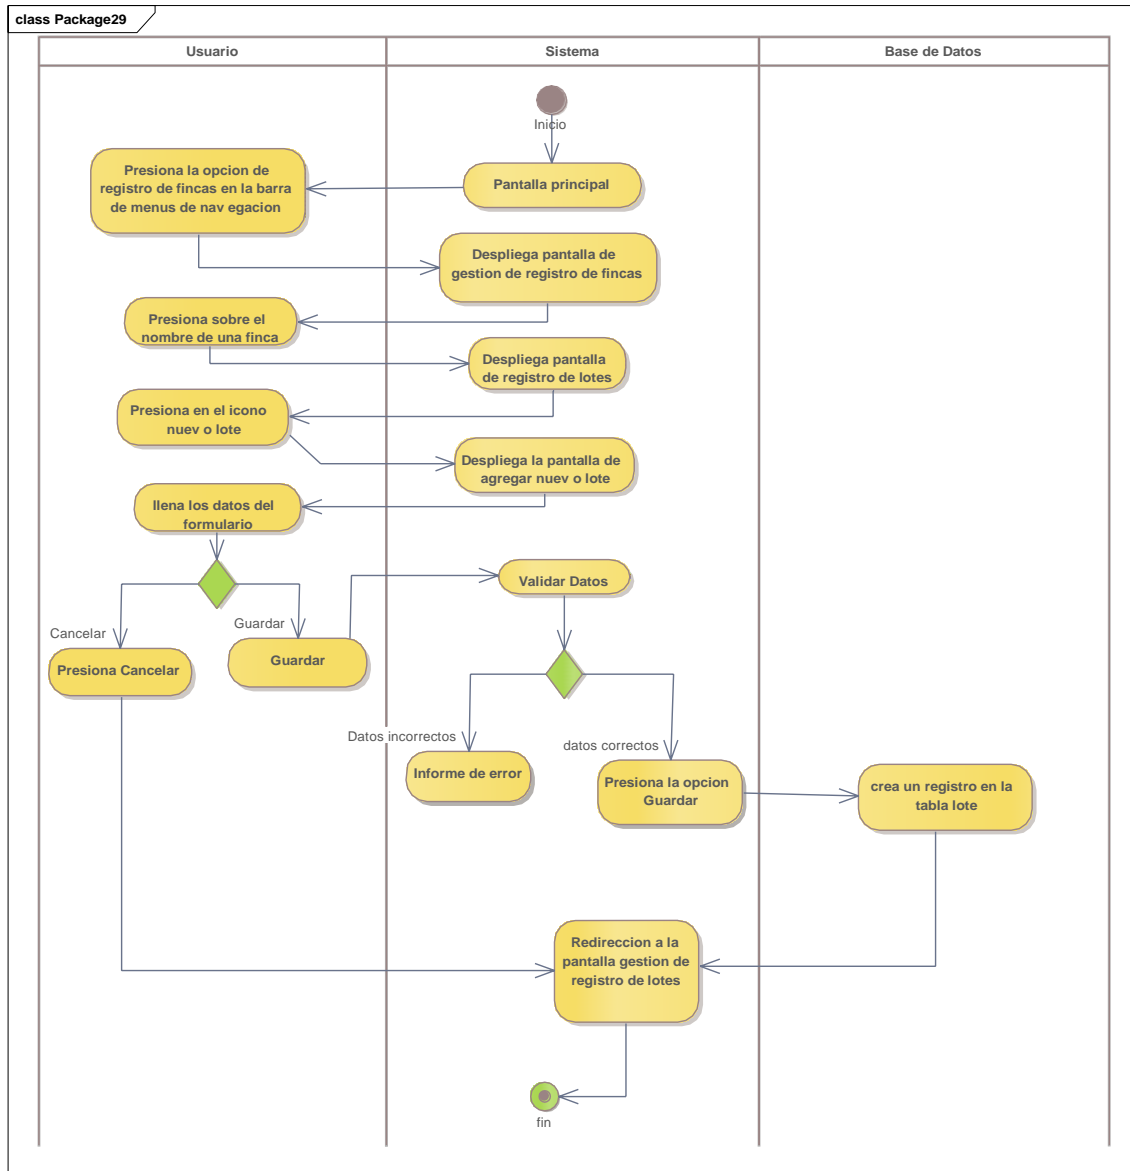 class Package29
Usuario
Sistema
Base de Datos
Inicio
Pantalla principal
Presiona la opcion de
registro de fincas en la barra
de menus de nav egacion
Despliega pantalla de
gestion de registro de fincas
Presiona sobre el
nombre de una finca
Despliega pantalla
de registro de lotes
Presiona en el icono
nuev o lote
Despliega la pantalla de
agregar nuev o lote
llena los datos del
formulario
Validar Datos
Cancelar
Guardar
Presiona Cancelar
Guardar
Datos incorrectos
datos correctos
Informe de error
Presiona la opcion
Guardar
crea un registro en la
tabla lote
Redireccion a la
pantalla gestion de
registro de lotes
fin